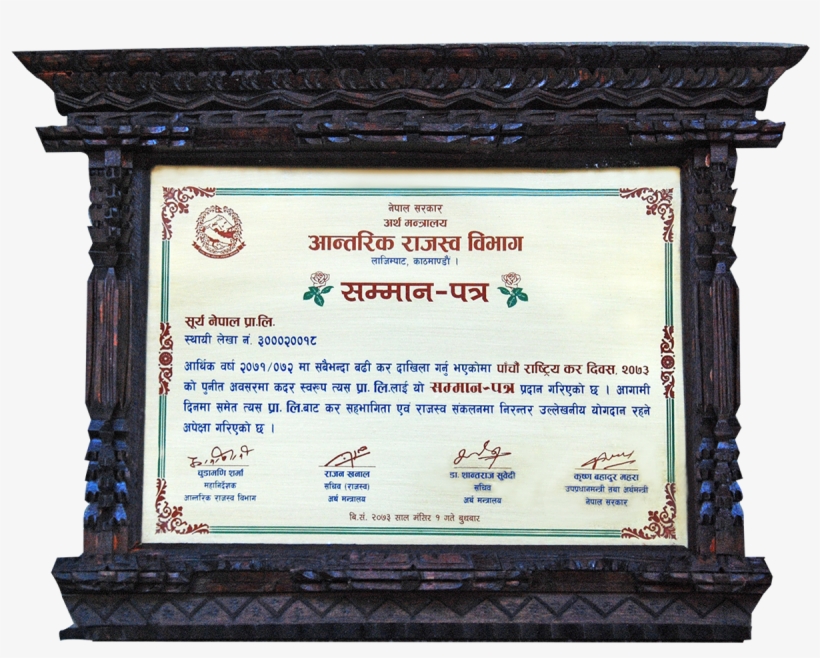 नेपाल सरकार
अर्थ मन्त्रालय
आन्तरिक राजस्व विभाग
लाजिम्पाट, काठमाण्डौं ।
सम्मान-पत्र
सूर्य नेपाल प्रा.लि.
स्थायी लेखा नं. ३०००२००१८
आर्थिक वर्षा २०७१/०७२ मा सबैभन्दा बढी कर दाखिला गर्नु भएकोमा पाँचौ राष्ट्रिय कर दिवस, २०७३
को पुनीत अवसरमा कदर स्वरूप त्यस प्रा. लि.लाई यो सम्मान-पत्र प्रदान गरिएको छ । आगामी
दिनमा समेत त्यस प्रा. लि.बाट कर सहभागिता एवं राजस्व संकलनमा निरन्तर उल्लेखनीय योगदान रहने
अपेक्षा गरिएको छ ।
चूडामणि शर्मा राजन खनाल डा. शान्तराज सुवेदी कृष्ण बहादुर महरा
महानिर्देशक सचिव (राजस्व) सचिव उपप्रधानमन्त्री तथा अर्थमन्त्री
आन्तरिक राजस्व विभाग अर्थ मन्त्रालय अर्थ मन्त्रालय नेपाल सरकार
बि.सं. २०७३ साल मंसिर १ गते बुधबार